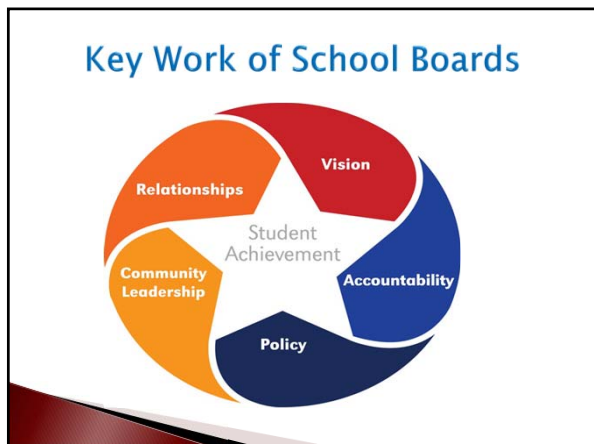 Key Work of School Boards
Vision
Relationships
Student
Achievement
Community
Leadership
Accountability
Policy